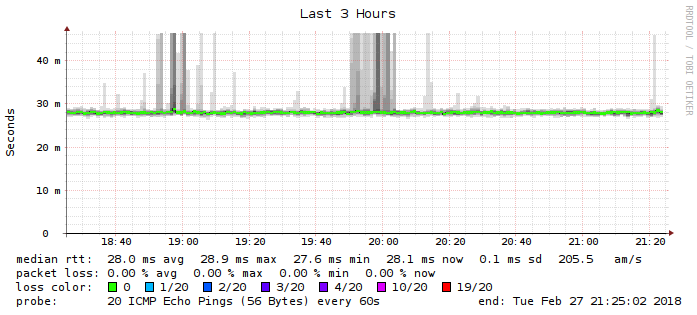 Last 3 Hours
RRDTOOL / TOBI OETIKER
Seconds
40 m
30 m
20 m
10 m
0
18:40 19:00 19:20 19:40 20:00 20:20 20:40 21:00 21:20
median rtt: 28.0 ms avg 28.9 ms max 27.6 ms min 28.1 ms now 0.1 ms sd 205.5 am/s
packet loss: 0.00 % avg 0.00 % max 0.00 % min 0.00 % now
loss color: 0 1/20 2/20 3/20 4/20 10/20 19/20
probe: 20 ICMP Echo Pings (56 Bytes) every 60s end: Tue Feb 27 21:25:02 2018